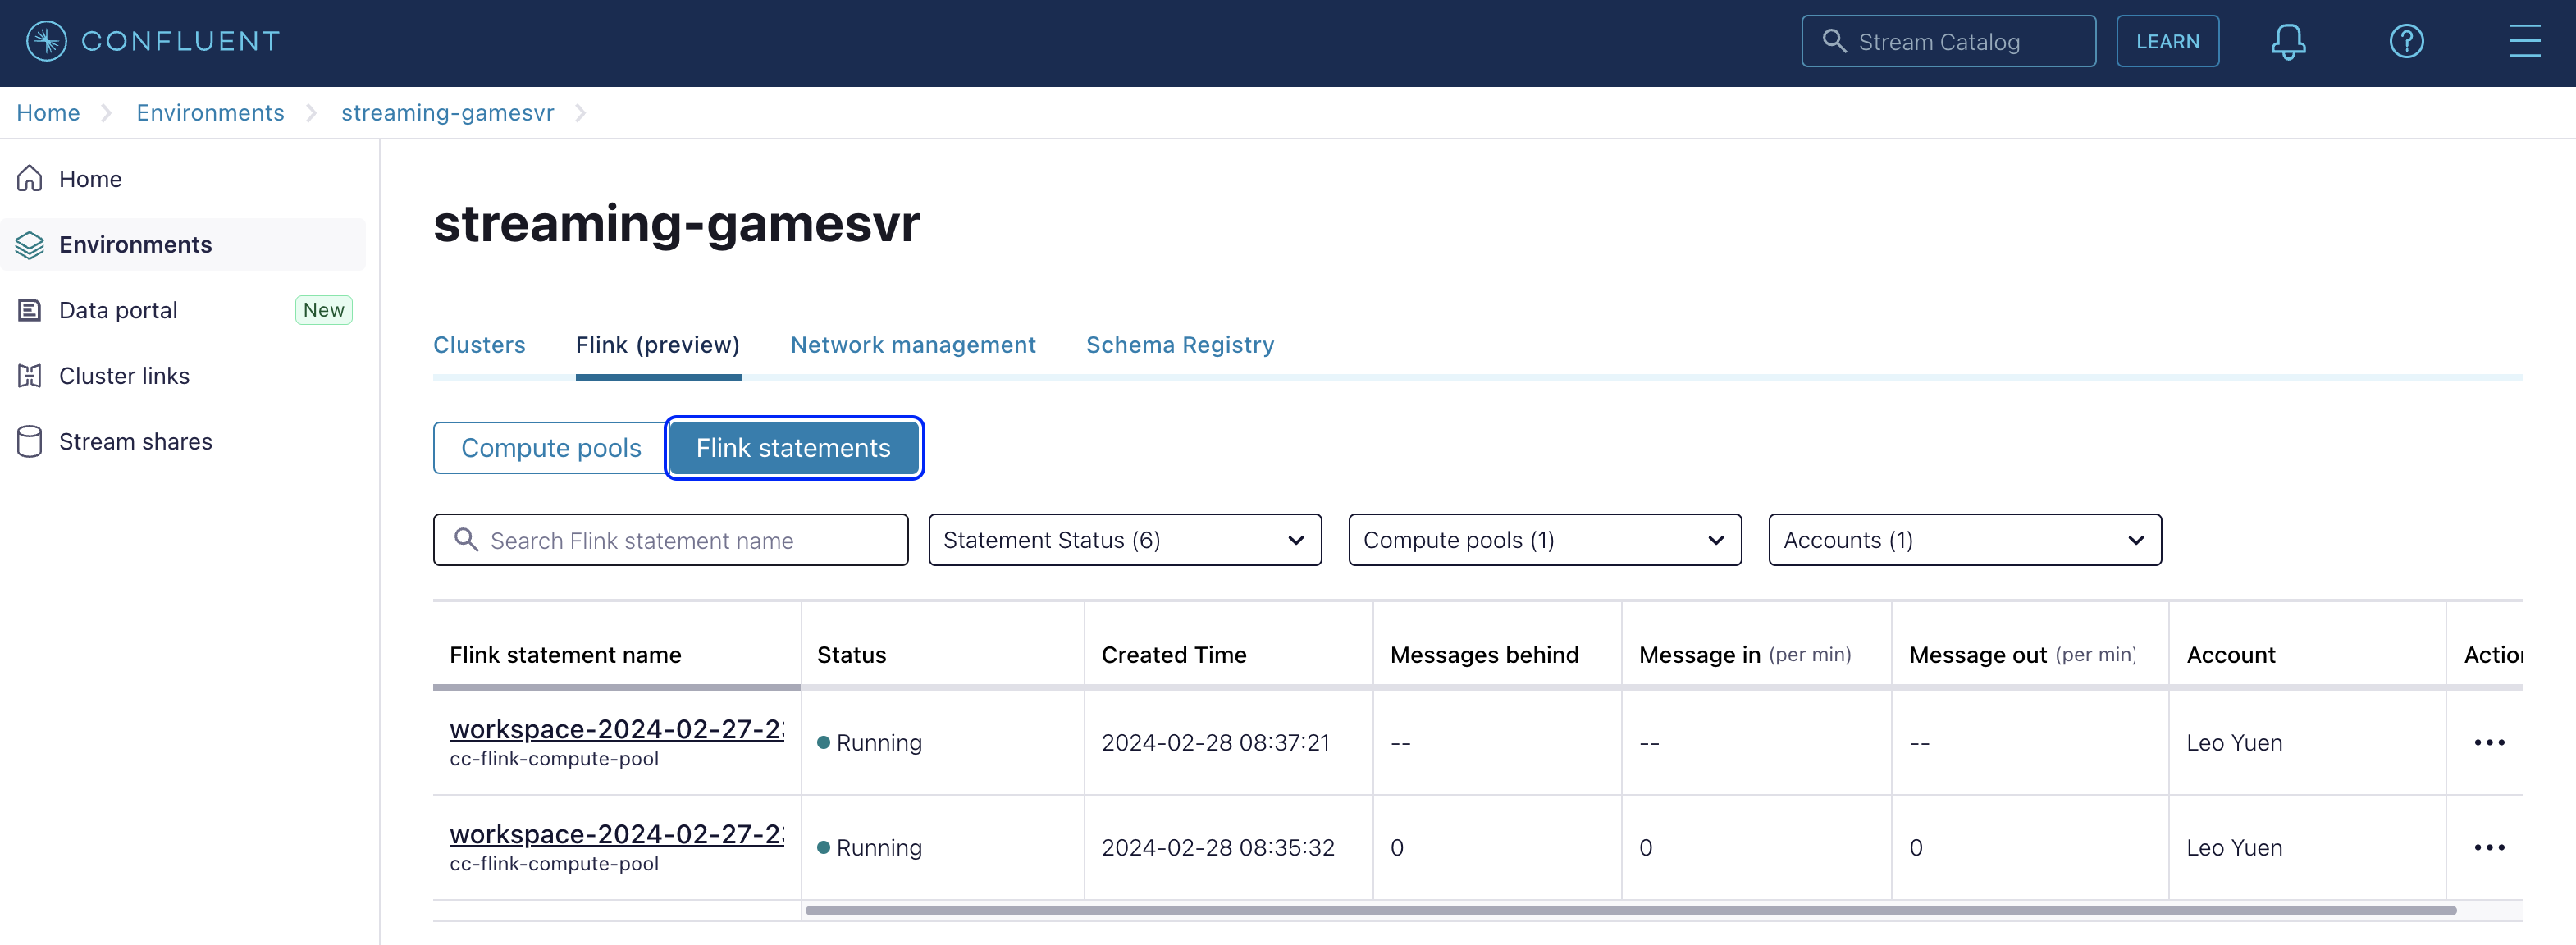 CONFLUENT
Stream Catalog
LEARN
Home
Environments
streaming-gamesvr
Home
Environments
Data portal
New
Cluster links
Stream shares
streaming-gamesvr
Clusters
Flink (preview)
Network management
Schema Registry
Compute pools
Flink statements
Search Flink statement name
Statement Status (6)
Compute pools (1)
Accounts (1)
Flink statement name
Status
Created Time
Messages behind
Message in (per min)
Message out (per min)
Account
workspace-2024-02-27-2
cc-flink-compute-pool
Running
2024-02-28 08:37:21
--
--
--
Leo Yuen
workspace-2024-02-27-2
cc-flink-compute-pool
Running
2024-02-28 08:35:32
0
0
0
Leo Yuen